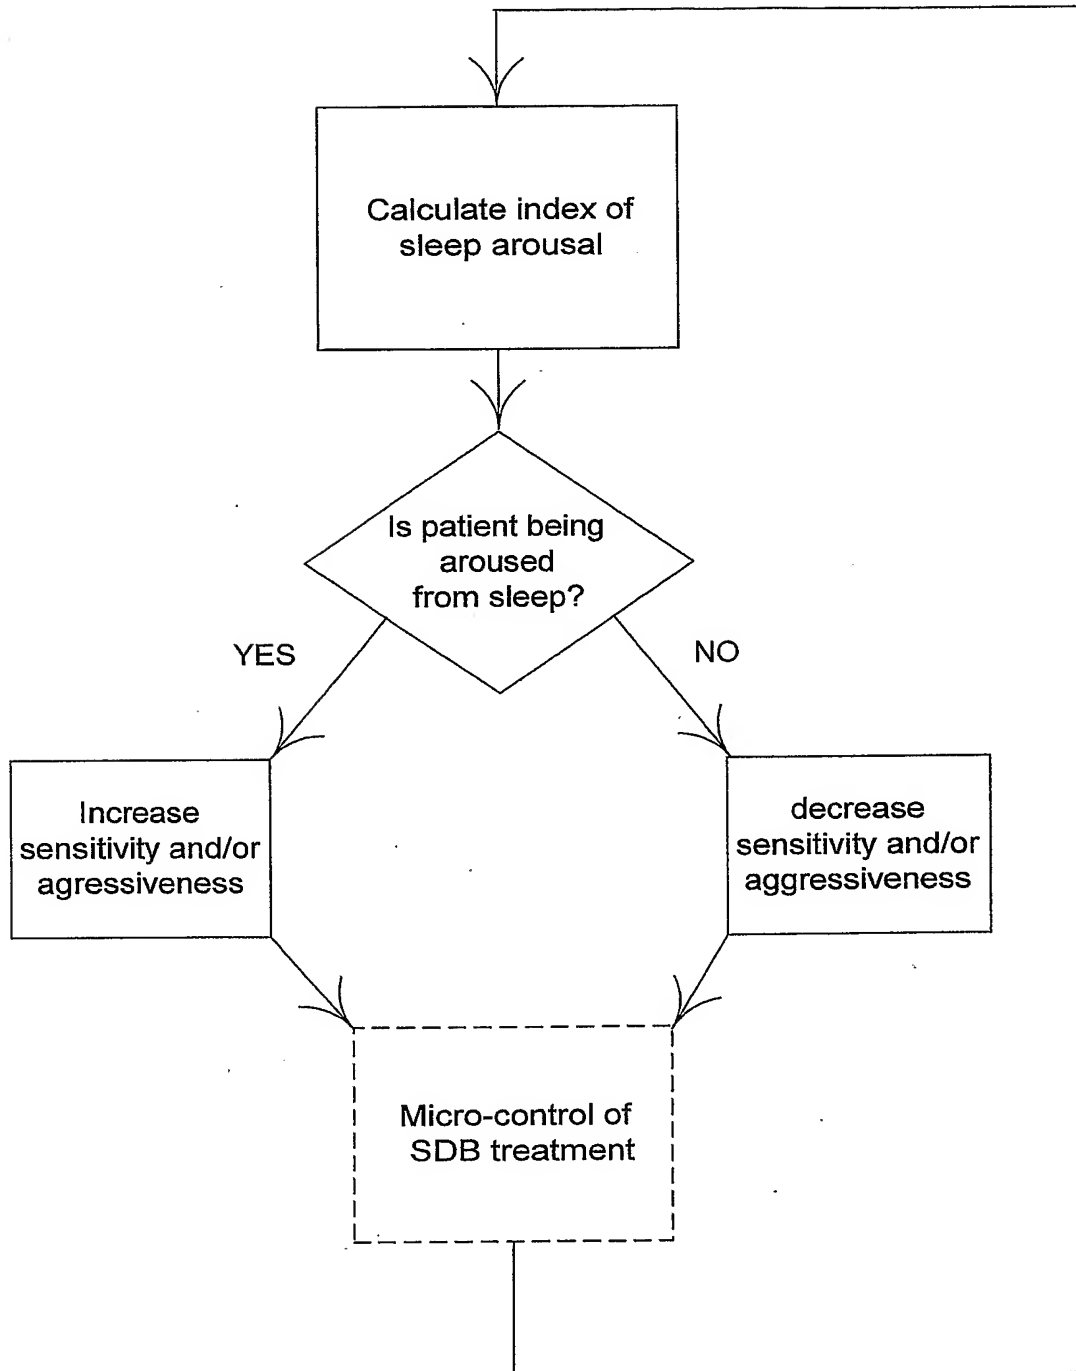 Calculate index of
sleep arousal
Is patient being
aroused
from sleep?
YES
NO
Increase
sensitivity and/or
agressiveness
decrease
sensitivity and/or
aggressiveness
Micro-control of
SDB treatment